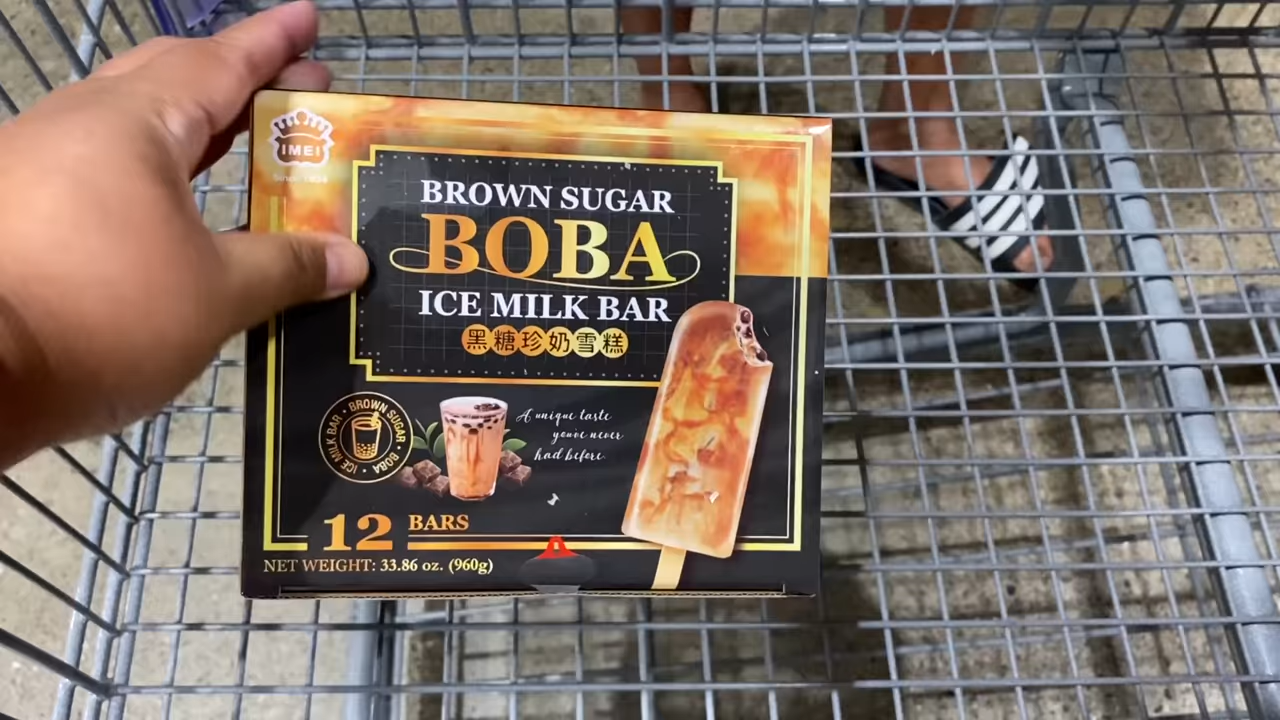 IMEI
Since 1934
BROWN SUGAR
BOBA
ICE MILK BAR
黑糖珍奶雪糕
ICE MILK BAR • BROWN SUGAR • BOBA •
A unique taste
you've never
had before.
12 BARS
NET WEIGHT: 33.86 oz. (960g)